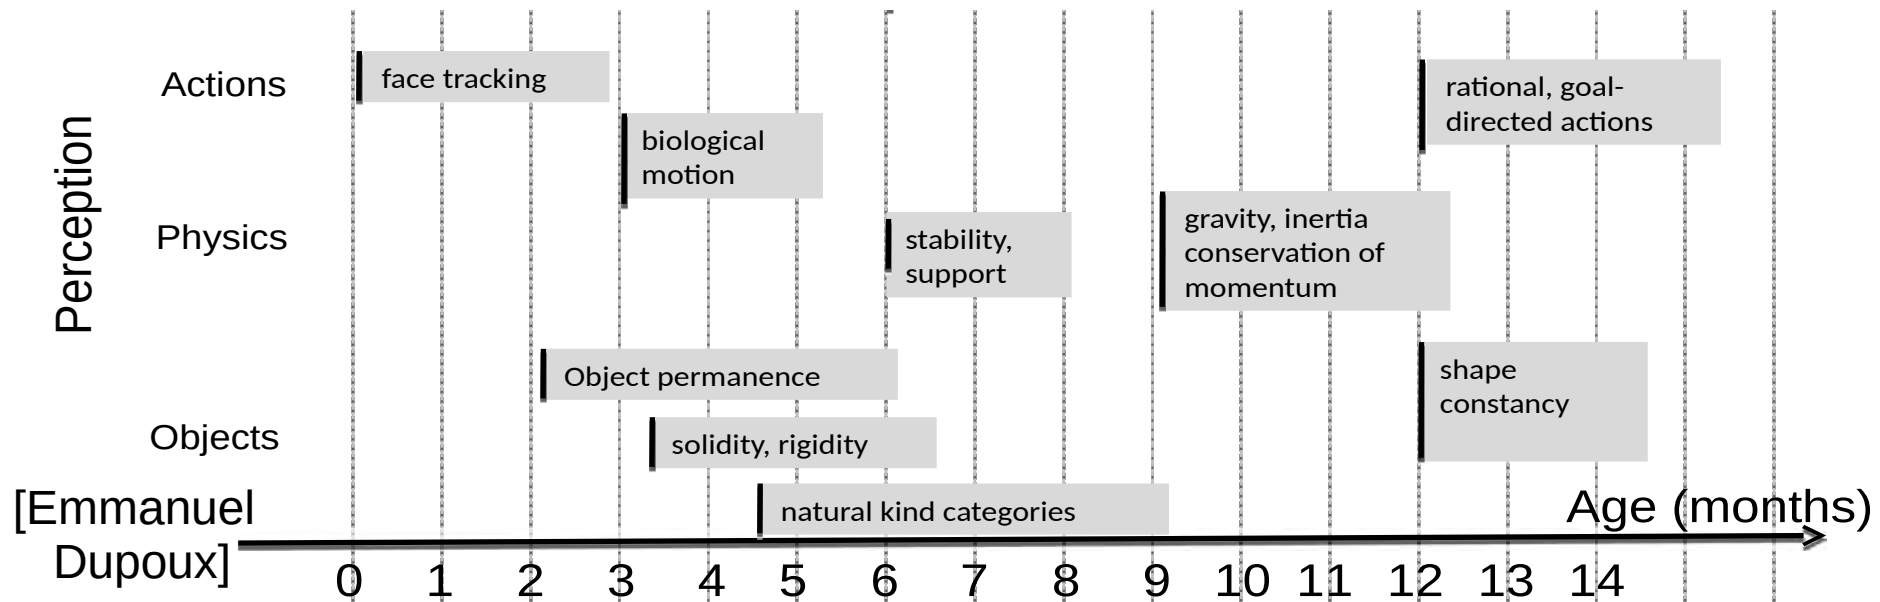 Perception
Actions
face tracking
rational, goal-
directed actions
biological
motion
Physics
stability,
support
gravity, inertia
conservation of
momentum
Object permanence
shape
constancy
Objects
solidity, rigidity
natural kind categories
[Emmanuel
Dupoux]
Age (months)
0 1 2 3 4 5 6 7 8 9 10 11 12 13 14